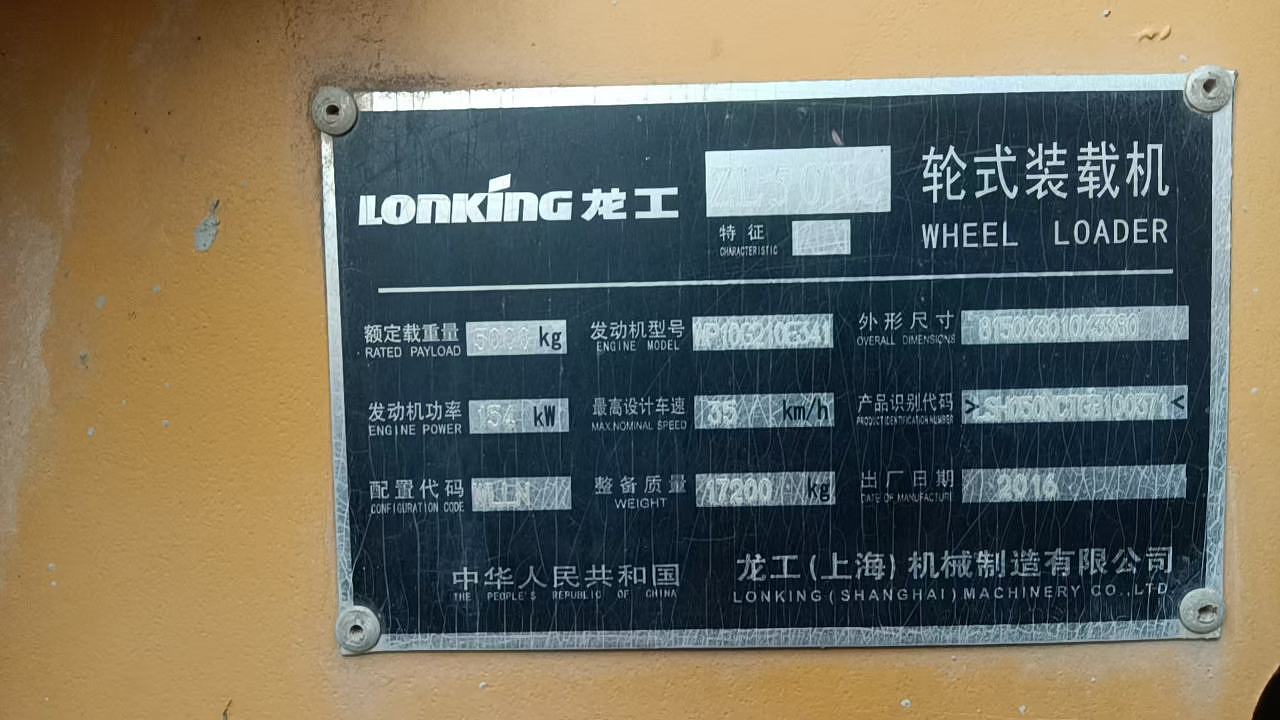 LONKING 龙工
轮式装载机
特征
CHARACTERISTIC
WHEEL LOADER
额定载重量 5000 kg
RATED PAYLOAD
发动机型号 WP10G210E341
ENGINE MODEL
外形尺寸
OVERALL DIMENSIONS
发动机功率 154 kW
ENGINE POWER
最高设计车速 35 km/h
MAX.NOMINAL SPEED
产品识别代码
PRODUCT IDENTIFICATION NUMBER
配置代码
CONFIGURATION CODE
整备质量 17200 kg
WEIGHT
出厂日期 2016
DATE OF MANUFACTURE
中华人民共和国
THE PEOPLE'S REPUBLIC OF CHINA
龙工(上海)机械制造有限公司
LONKING(SHANGHAI)MACHINERY CO.,LTD